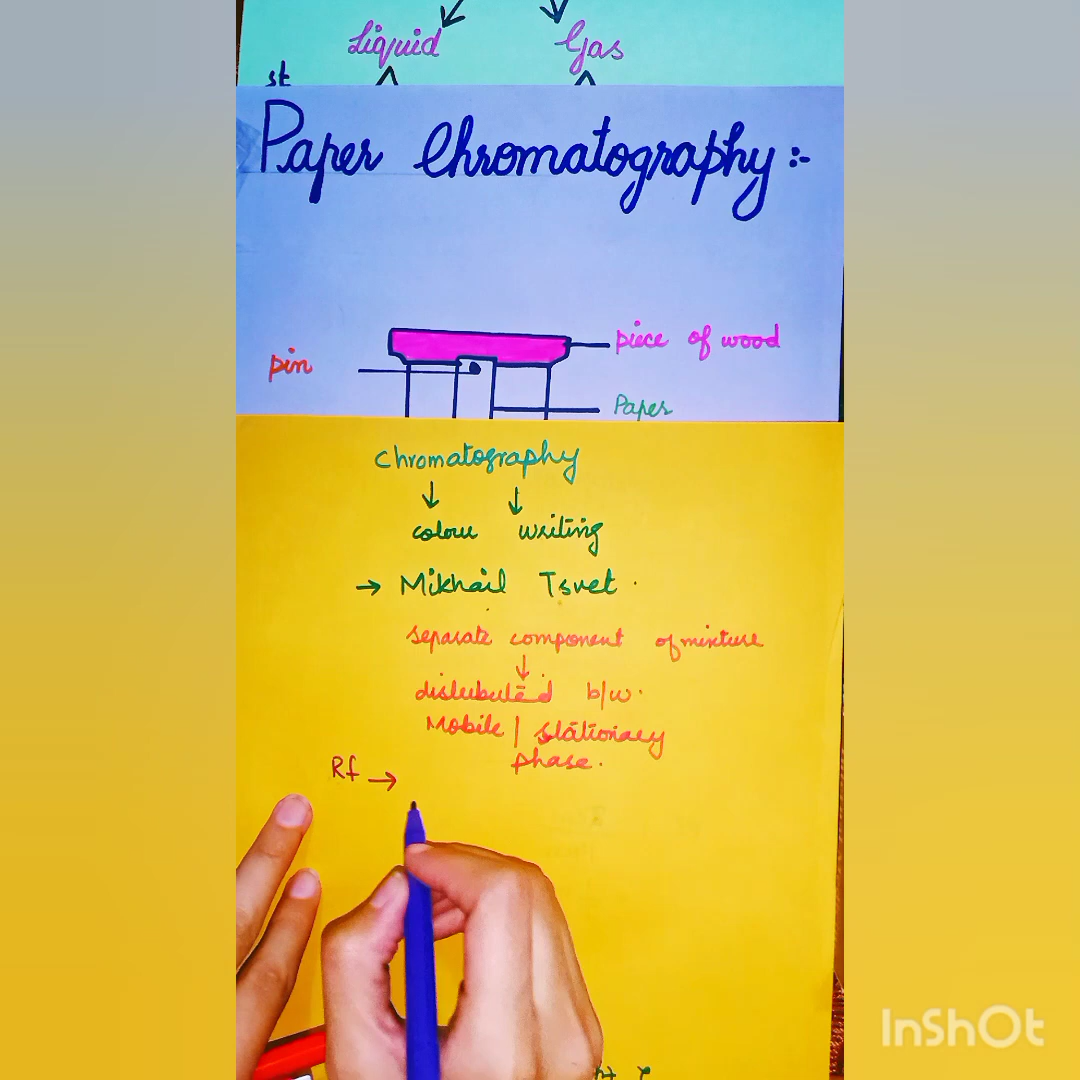 Liquid Gas
st
Paper Chromatography :-
piece of wood
pin
Paper
chromatography
colour writing
→ Mikhail Tsvet .
separate component of mixture
distributed b/w.
Mobile / stationary
phase.
Rf →
InShOt